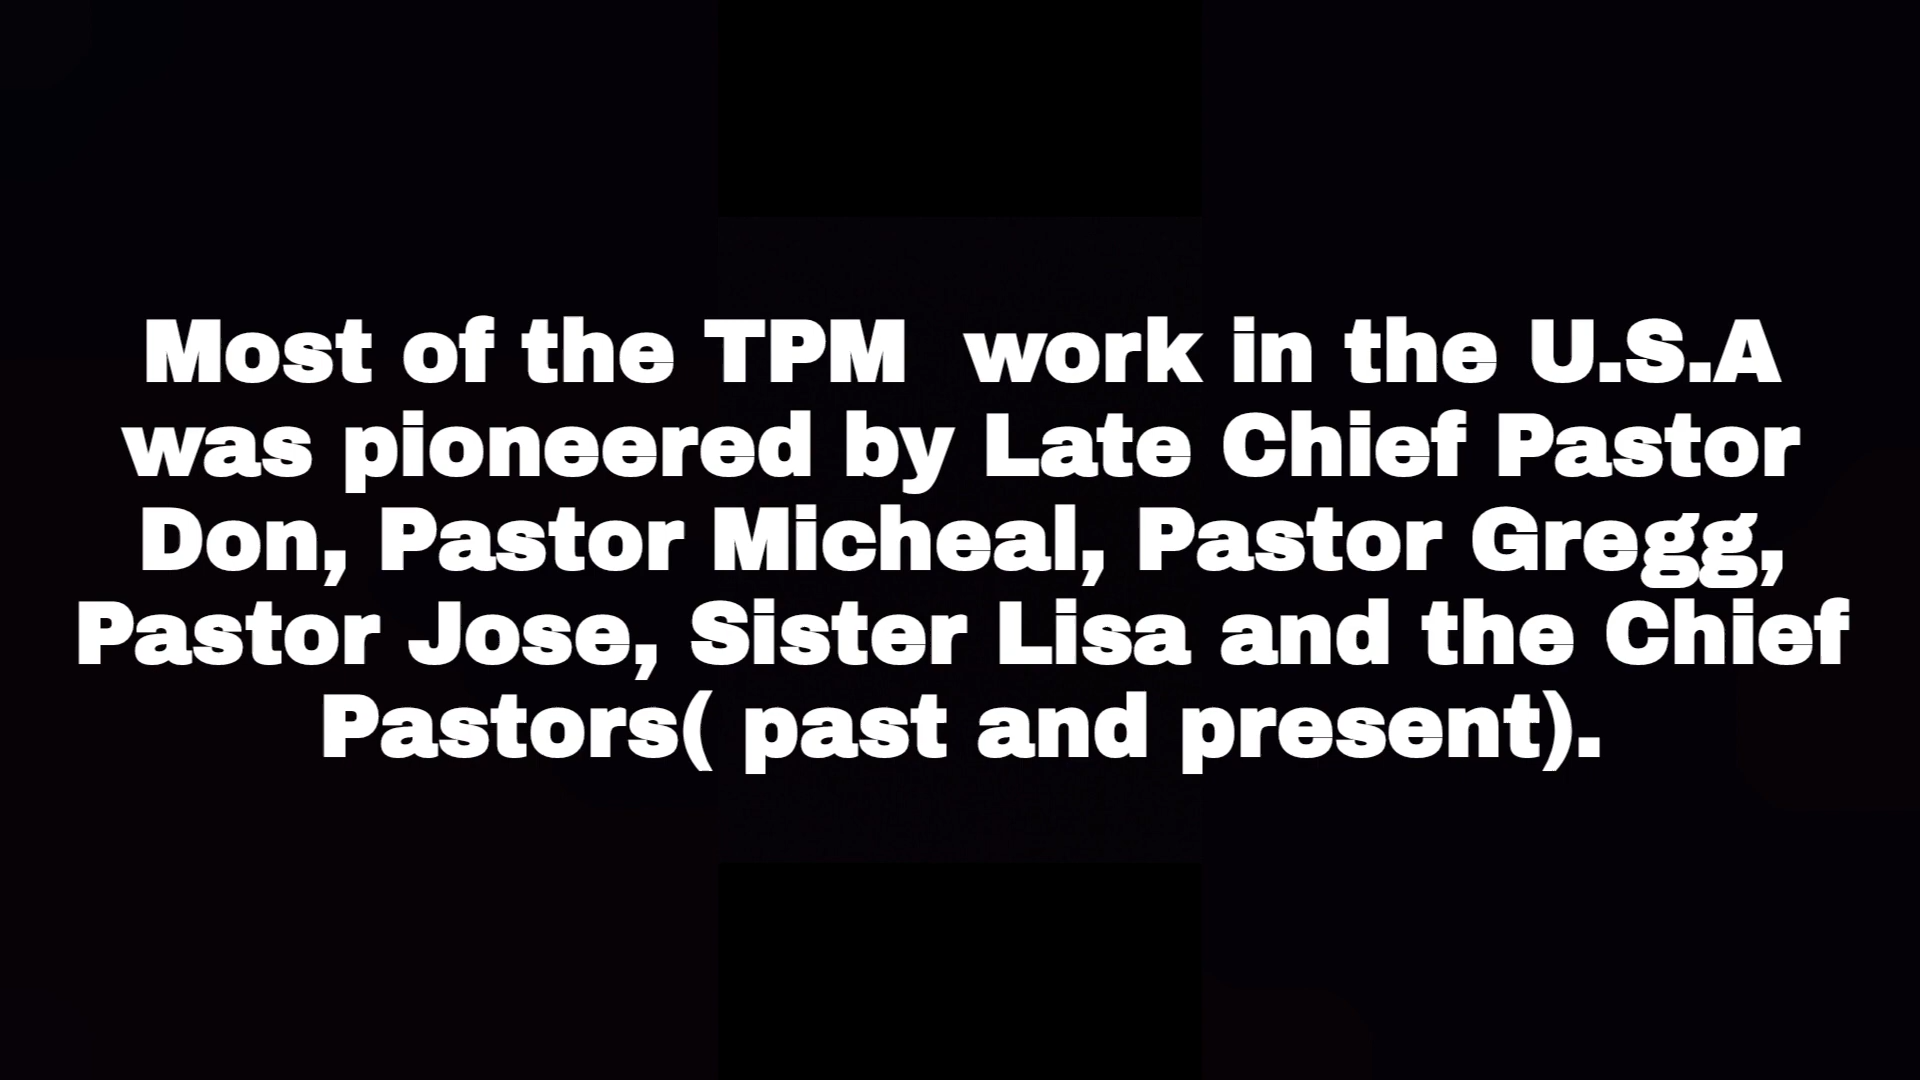 Most of the TPM  work in the U.S.A
was pioneered by Late Chief Pastor
Don, Pastor Micheal, Pastor Gregg,
Pastor Jose, Sister Lisa and the Chief
Pastors( past and present).